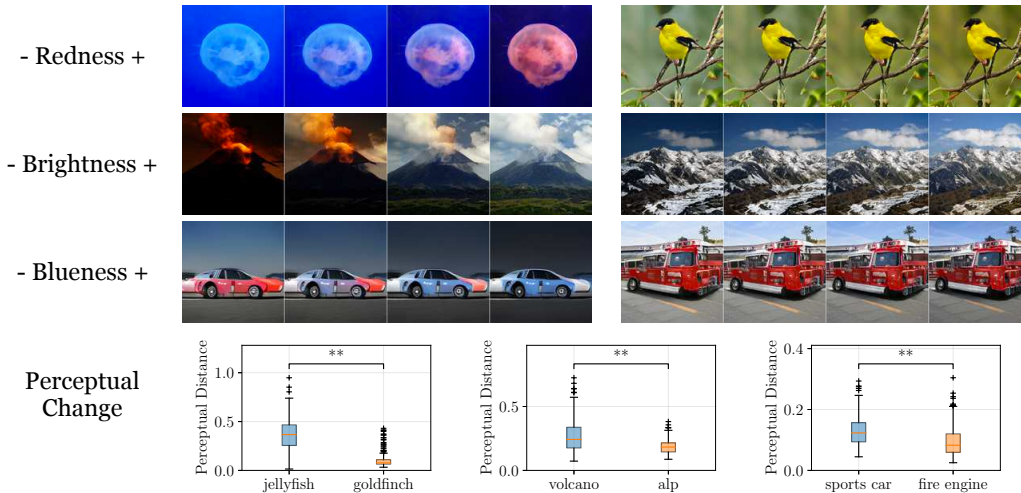 - Redness +
- Brightness +
- Blueness +
Perceptual
Change
Perceptual Distance
1.0
0.5
0.0
**
jellyfish
goldfinch
Perceptual Distance
0.5
0.0
**
volcano
alp
Perceptual Distance
0.4
0.2
0.0
**
sports car
fire engine